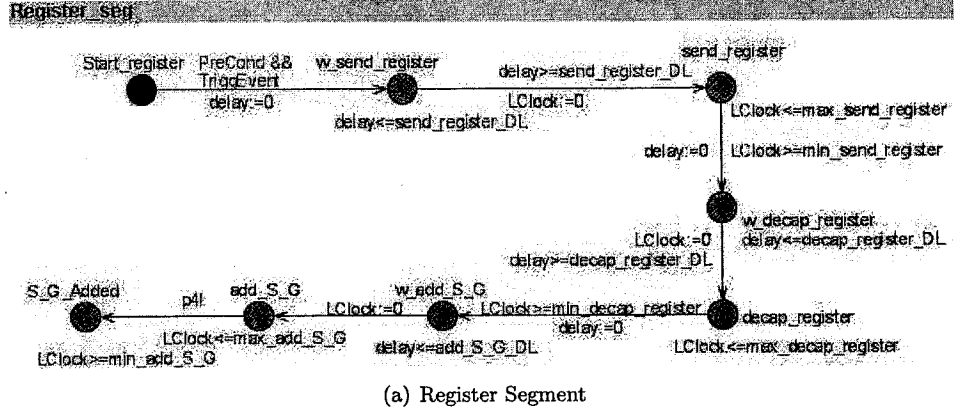 Register_seg
send_register
Start_register PreCond && w_send_register delay>=send_register_DL
TriggEvent
delay:=0 LClock:=0
delay<=send_register_DL LClock<=max_send_register
delay:=0 LClock>=min_send_register
w_decap_register
LClock:=0 delay<=decap_register_DL
delay>=decap_register_DL
S_G_Added p4! add_S_G w_add_S_G
LClock:=0 LClock>=min_decap_register decap_register
delay:=0
LClock<=max_add_S_G delay<=add_S_G_DL LClock<=max_decap_register
LClock>=min_add_S_G
(a) Register Segment